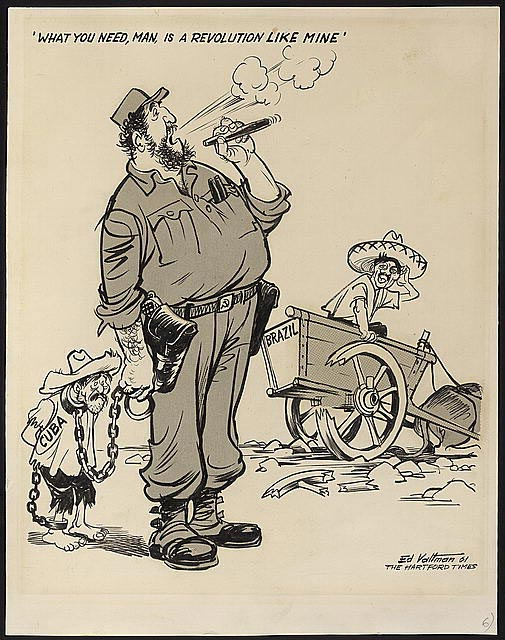 'WHAT YOU NEED, MAN, IS A REVOLUTION LIKE MINE'
BRAZIL
CUBA
Ed Valtman '61
THE HARTFORD TIMES
6)